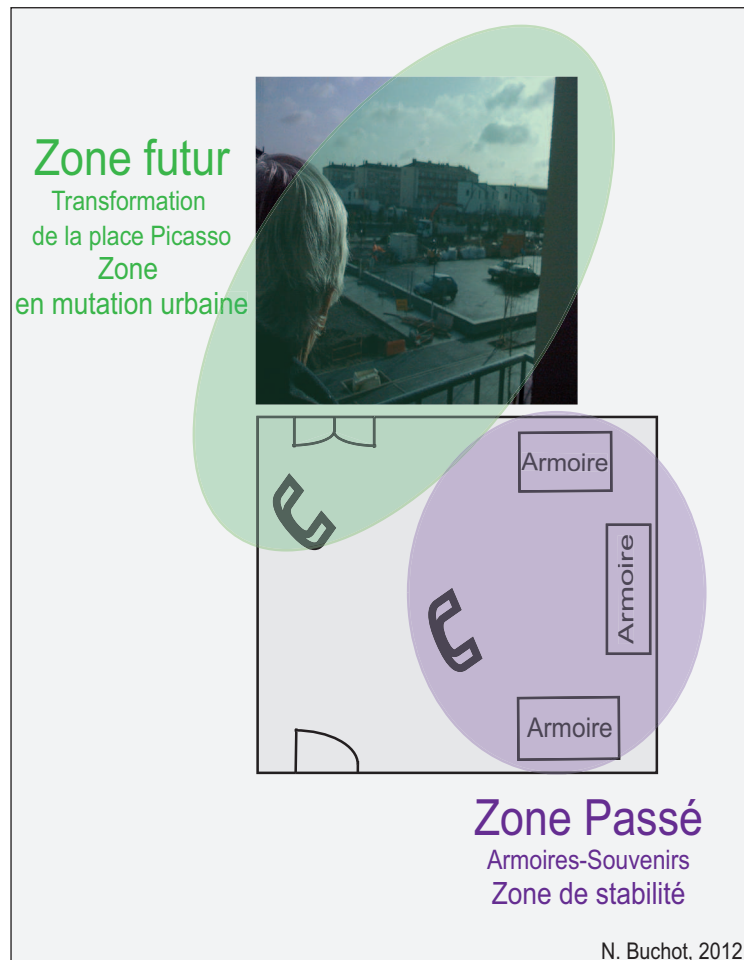 Zone futur
Transformation
de la place Picasso
Zone
en mutation urbaine
Armoire
Armoire
Armoire
Zone Passé
Armoires-Souvenirs
Zone de stabilité
N. Buchot, 2012